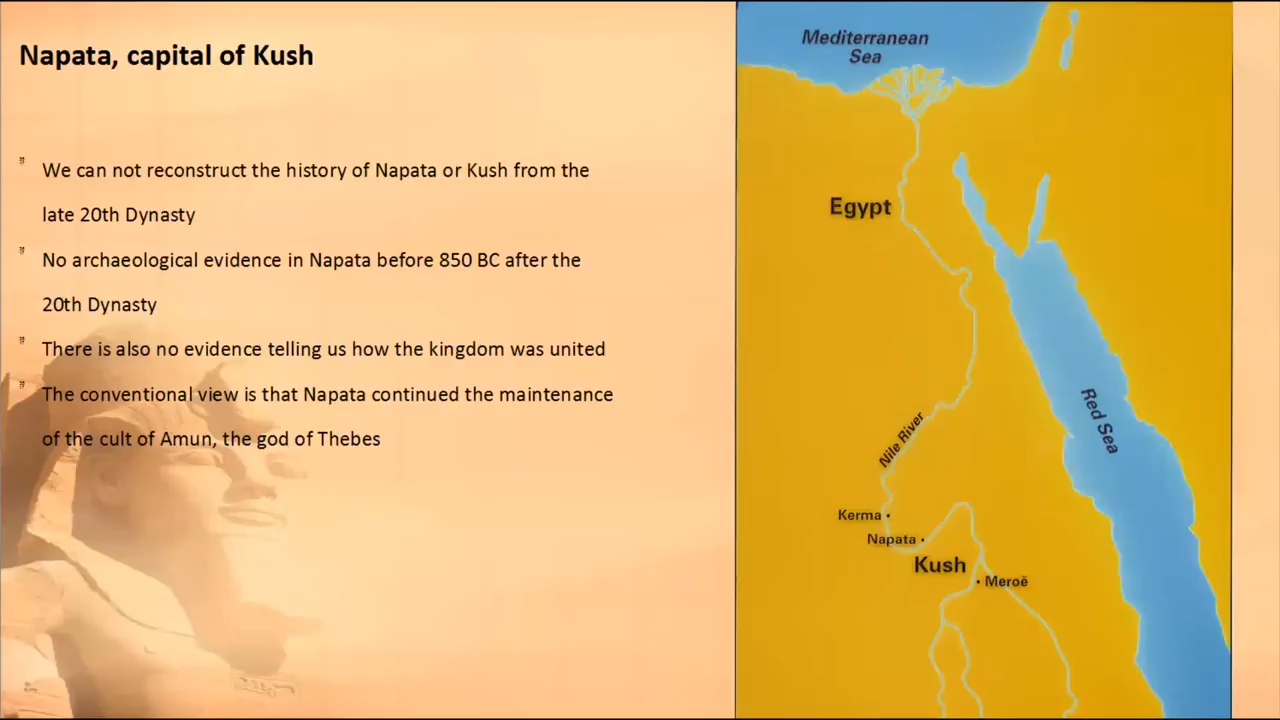 Napata, capital of Kush
We can not reconstruct the history of Napata or Kush from the
late 20th Dynasty
No archaeological evidence in Napata before 850 BC after the
20th Dynasty
There is also no evidence telling us how the kingdom was united
The conventional view is that Napata continued the maintenance
of the cult of Amun, the god of Thebes
Mediterranean
Sea
Egypt
Red Sea
Nile River
Kerma
Napata
Kush
Meroë